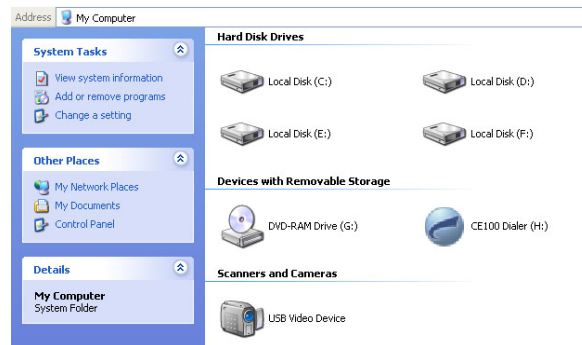 Address My Computer
System Tasks
View system information
Add or remove programs
Change a setting
Other Places
My Network Places
My Documents
Control Panel
Details
My Computer
System Folder
Hard Disk Drives
Local Disk (C:) Local Disk (D:)
Local Disk (E:) Local Disk (F:)
Devices with Removable Storage
DVD-RAM Drive (G:) CE100 Dialer (H:)
Scanners and Cameras
USB Video Device